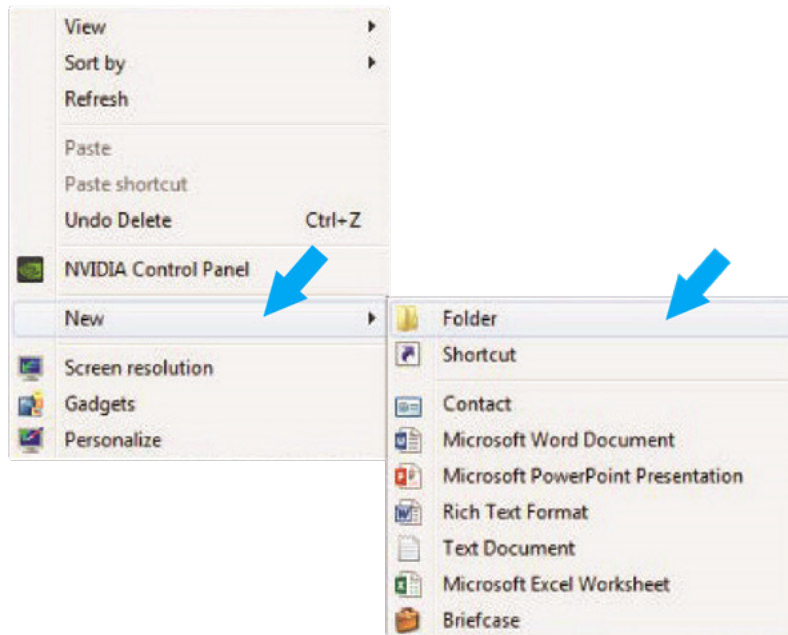 View
Sort by
Refresh
Paste
Paste shortcut
Undo Delete Ctrl+Z
NVIDIA Control Panel
New
Screen resolution
Gadgets
Personalize
Folder
Shortcut
Contact
Microsoft Word Document
Microsoft PowerPoint Presentation
Rich Text Format
Text Document
Microsoft Excel Worksheet
Briefcase